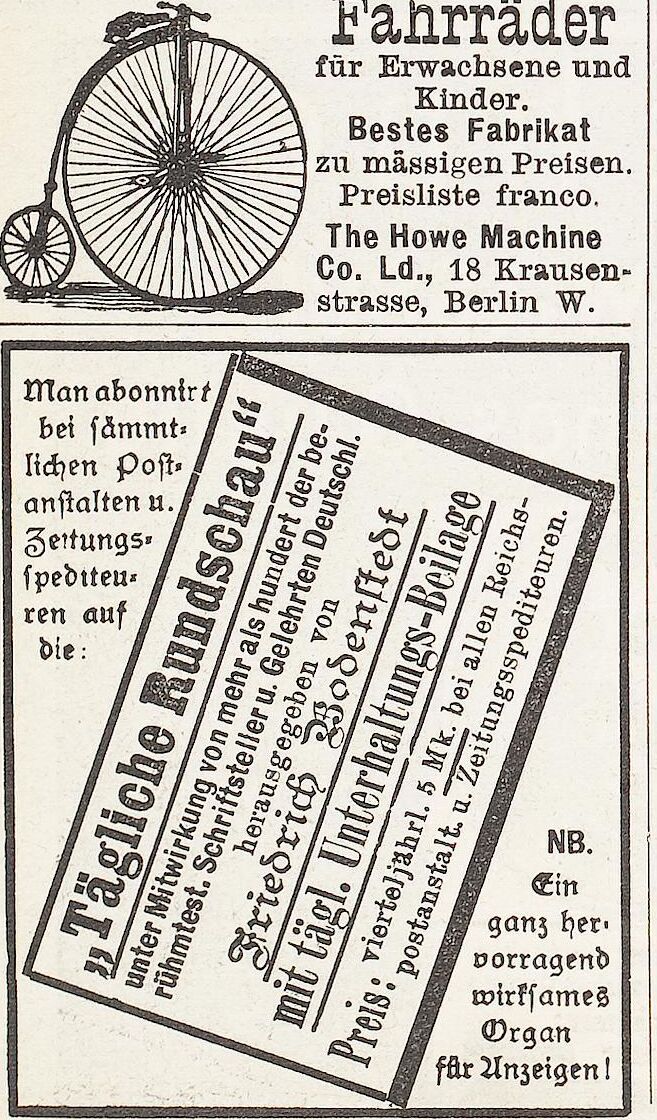 Fahrräder
für Erwachsene und
Kinder.
Bestes Fabrikat
zu mässigen Preisen.
Preisliste franco.
The Howe Machine
Co. Ld., 18 Krausen-
strasse, Berlin W.
Man abonnirt
bei sämmt-
lichen Post-
anstalten u.
Zeitungs-
spediteu-
ren auf
die:
„Tägliche Rundschau“
unter Mitwirkung von mehr als hundert der be-
rühmtest. Schriftsteller u. Gelehrten Deutschl.
herausgegeben von
Friedrich Bodenstedt
mit tägl. Unterhaltungs-Beilage
Preis: vierteljährl. 5 Mk. bei allen Reichs-
postanstalt. u. Zeitungsspediteuren.
NB.
Ein
ganz her-
vorragend
wirksames
Organ
für Anzeigen!